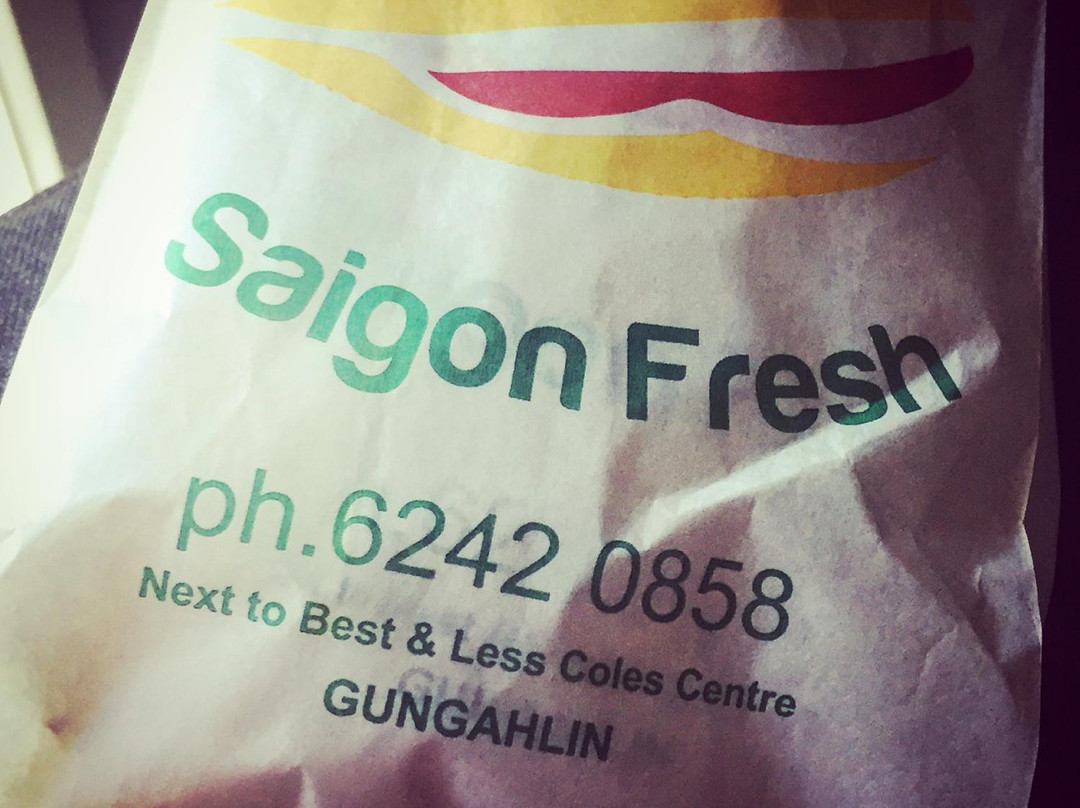 Saigon Fresh
ph.6242 0858
Next to Best & Less Coles Centre
GUNGAHLIN